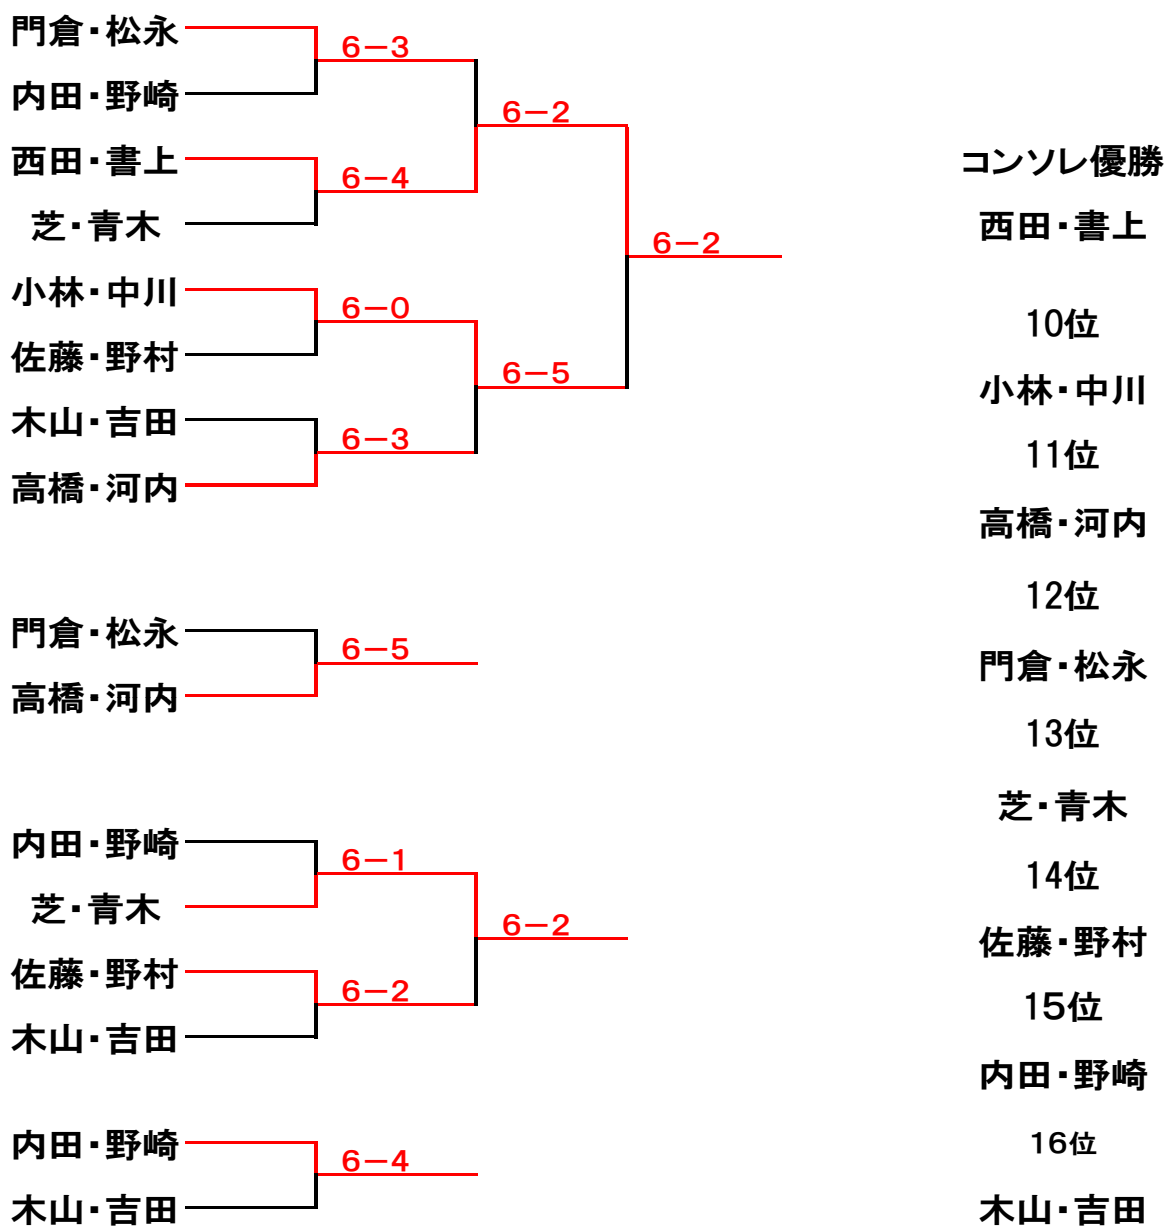 門倉・松永
6－3
内田・野崎
6－2
西田・書上
コンソレ優勝
6－4
芝・青木
西田・書上
6－2
小林・中川
6－0
10位
佐藤・野村
6－5
小林・中川
木山・吉田
6－3
11位
高橋・河内
高橋・河内
12位
門倉・松永
6－5
門倉・松永
高橋・河内
13位
芝・青木
内田・野崎
6－1
14位
芝・青木
6－2
佐藤・野村
佐藤・野村
6－2
15位
木山・吉田
内田・野崎
内田・野崎
16位
6－4
木山・吉田
木山・吉田